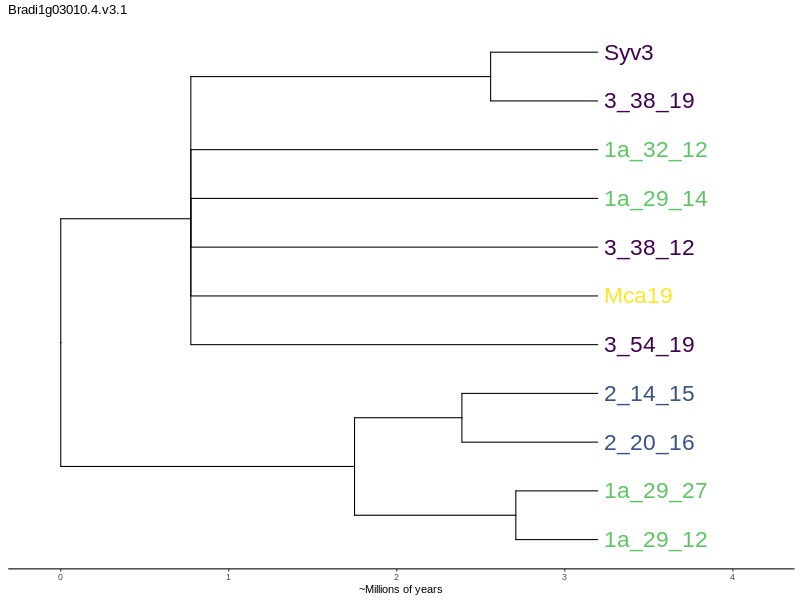 Bradi1g03010.4.v3.1
Syv3
3_38_19
1a_32_12
1a_29_14
3_38_12
Mca19
3_54_19
2_14_15
2_20_16
1a_29_27
1a_29_12
0 1 2 3 4
~Millions of years